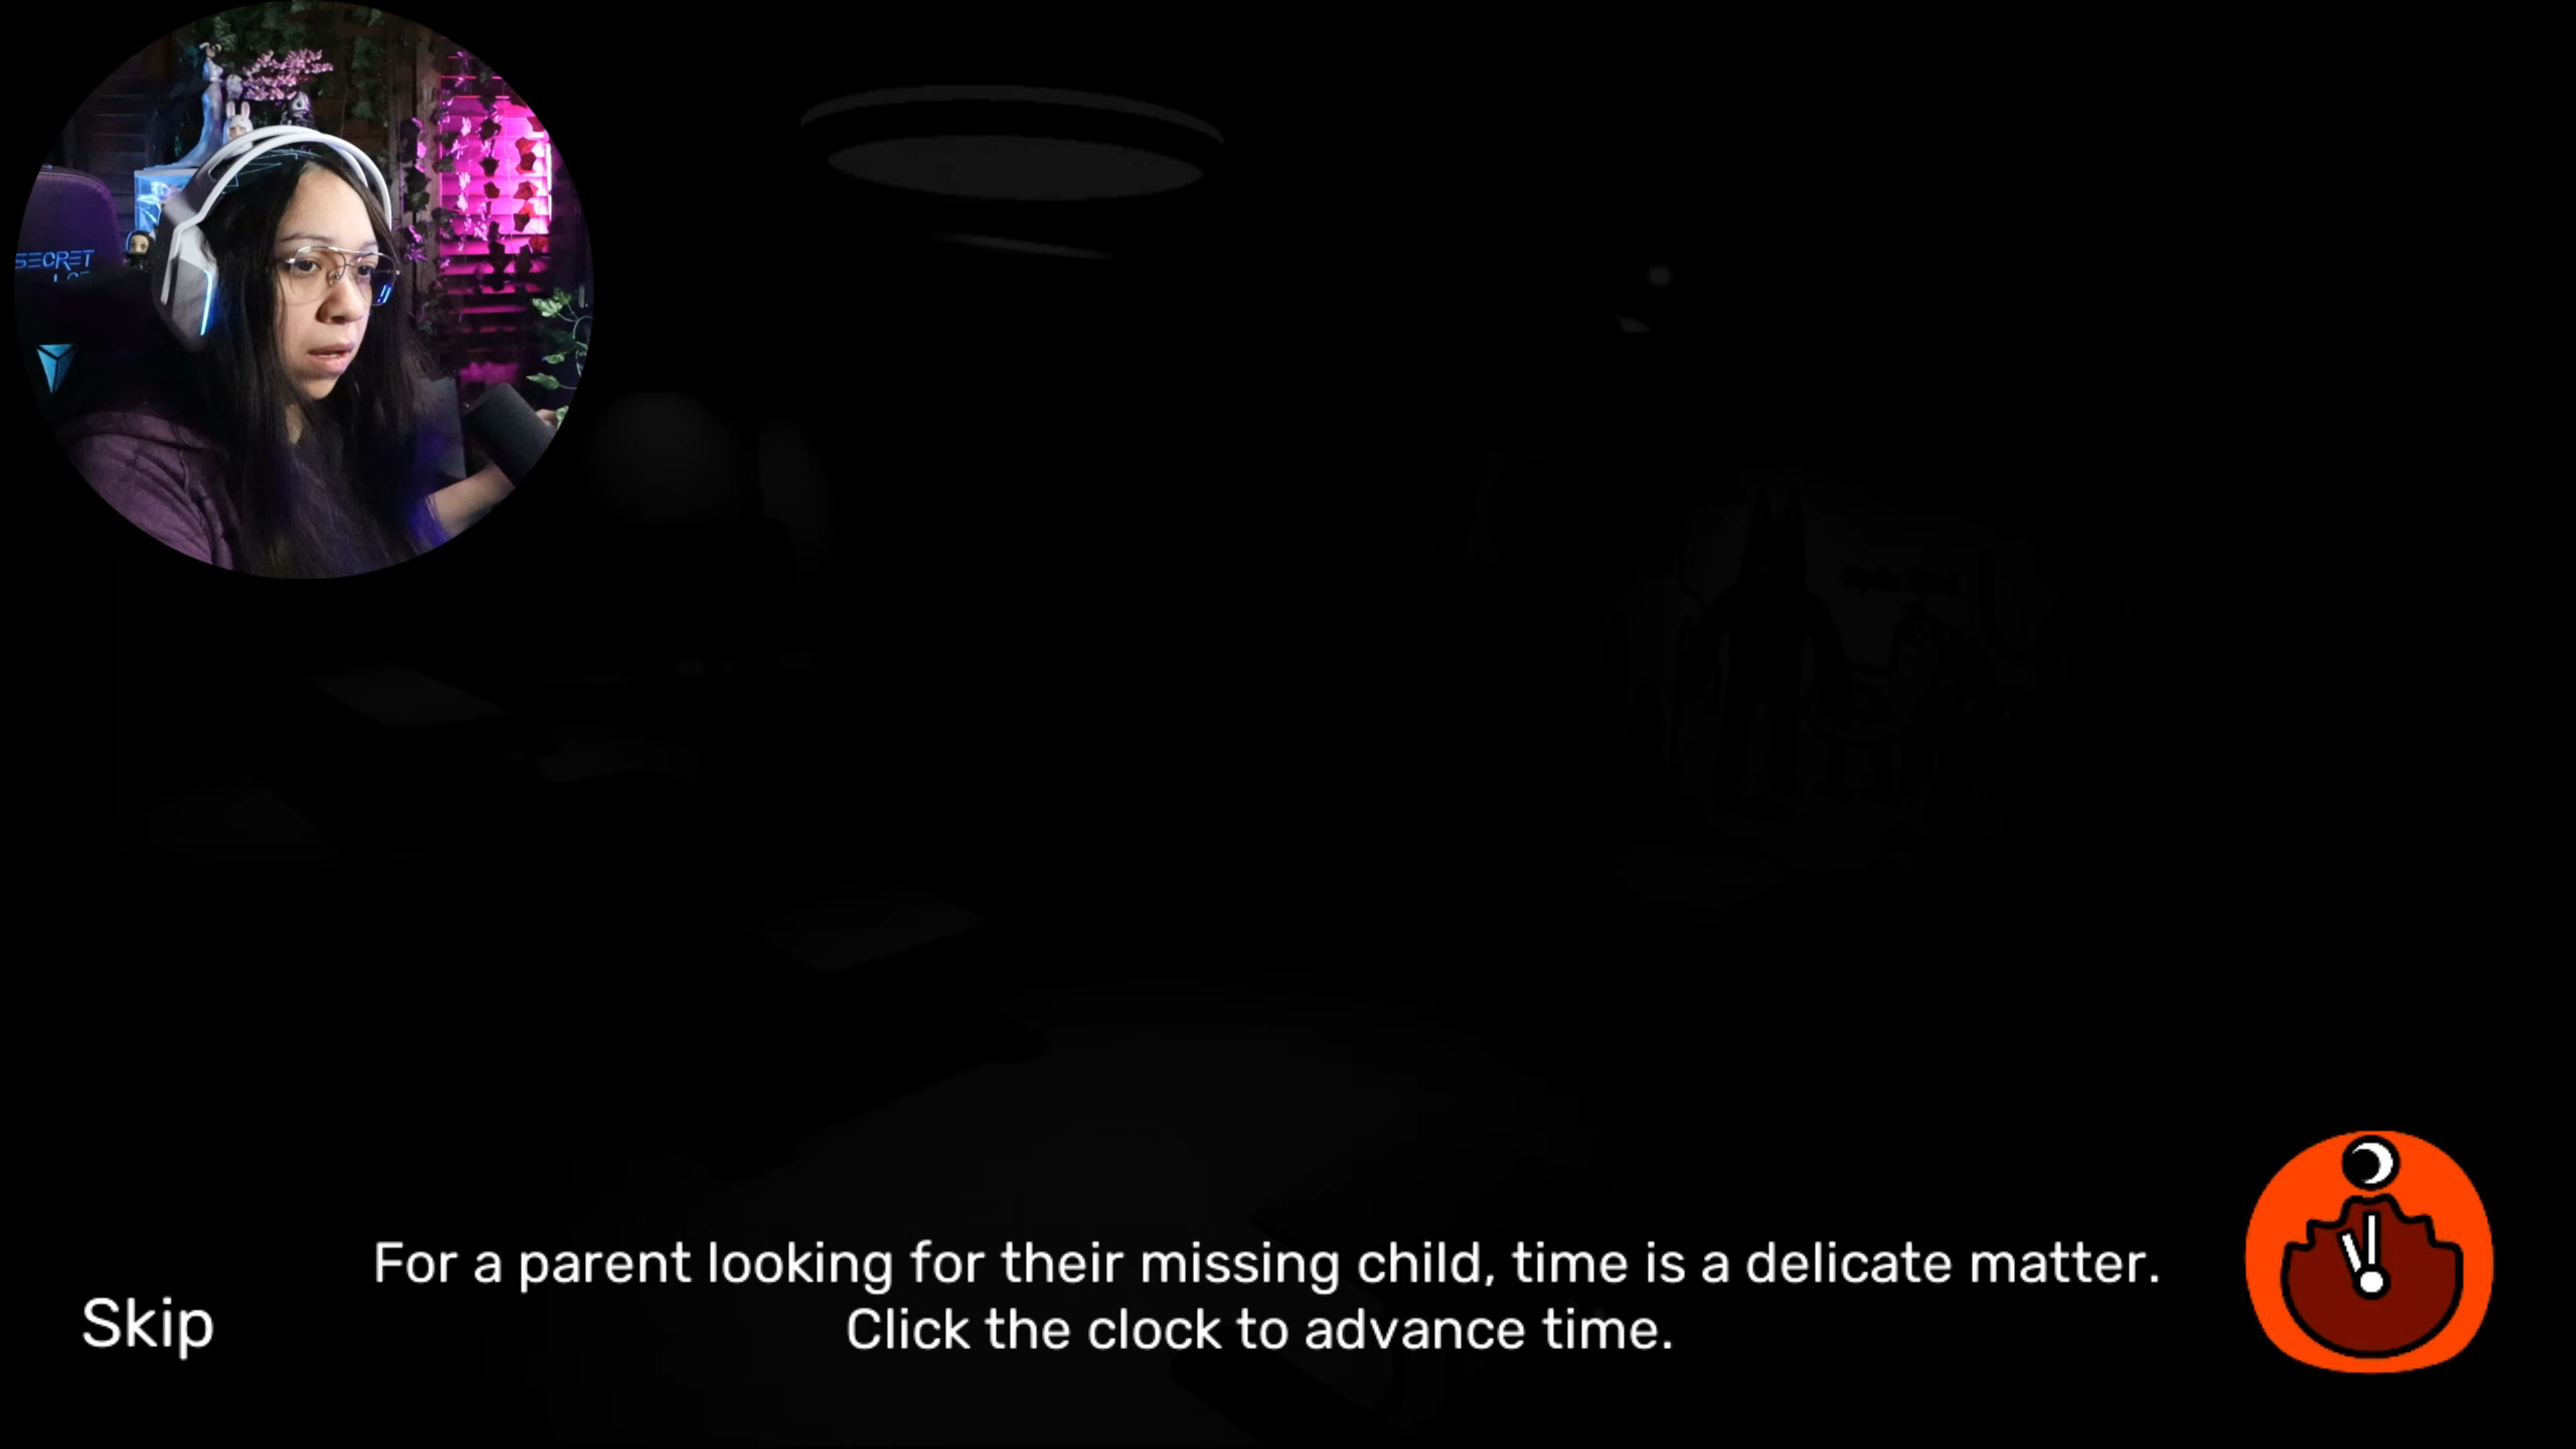 SECRET
For a parent looking for their missing child, time is a delicate matter.
Click the clock to advance time.
Skip